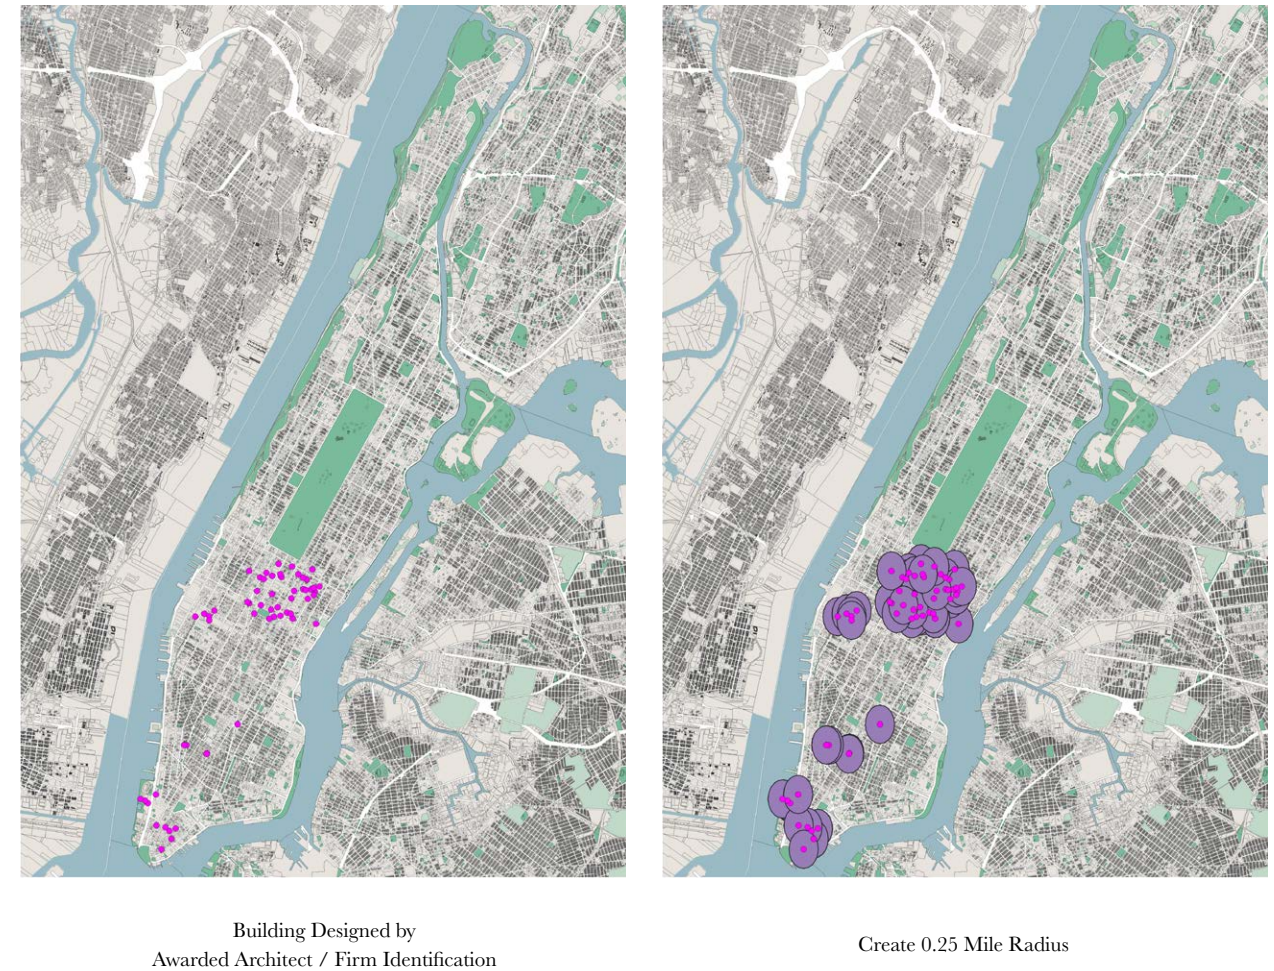 Building Designed by
Awarded Architect / Firm Identification
Create 0.25 Mile Radius